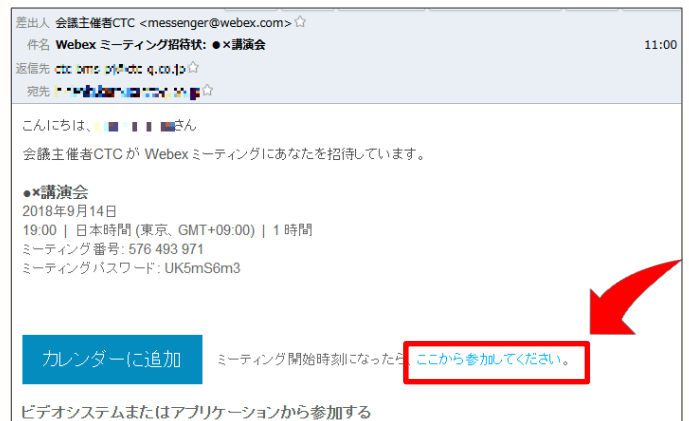 差出人 会議主催者CTC <messenger@webex.com>☆
件名 Webex ミーティング招待状: ●×講演会 11:00
返信先
宛先
こんにちは、さん
会議主催者CTC が Webex ミーティングにあなたを招待しています。
●×講演会
2018年9月14日
19:00 | 日本時間 (東京、GMT+09:00) | 1 時間
ミーティング番号: 576 493 971
ミーティングパスワード: UK5mS6m3
カレンダーに追加 ミーティング開始時刻になったら、ここから参加してください。
ビデオシステムまたはアプリケーションから参加する